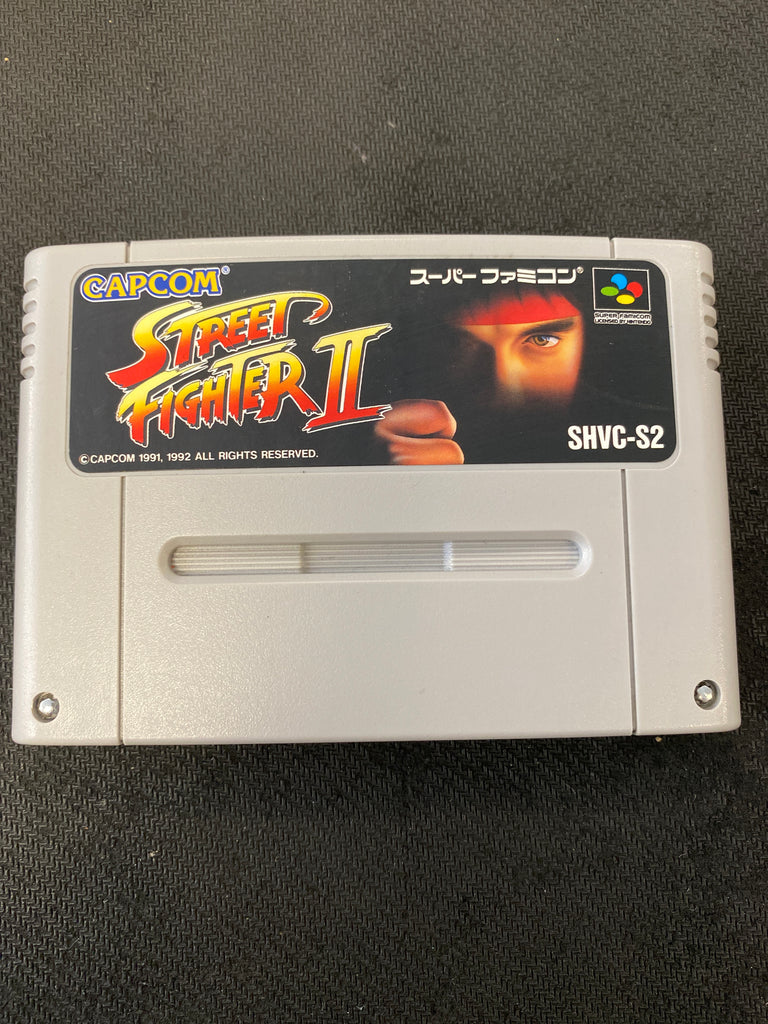 CAPCOM®
スーパーファミコン®
STREET
FIGHTER II
SUPER FAMICOM
LICENSED BY NINTENDO
SHVC-S2
©CAPCOM 1991, 1992 ALL RIGHTS RESERVED.